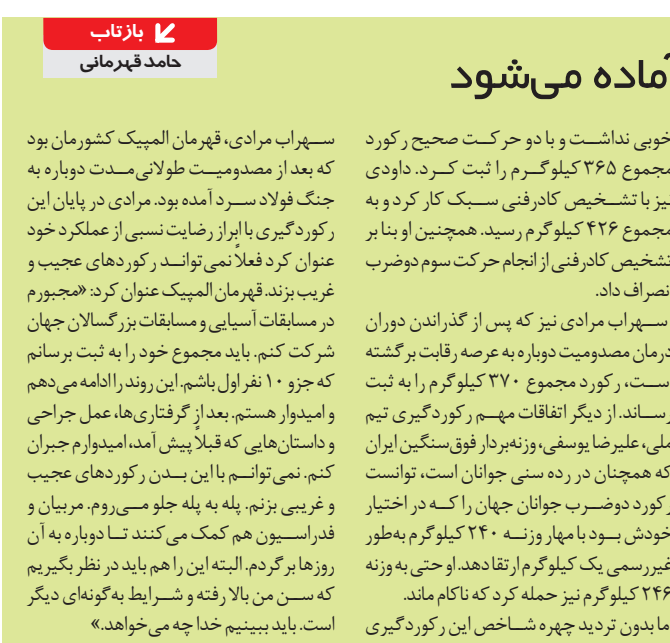 بازتاب
حامد قهرمانی
آماده می‌شود
خوبی نداشت و با دو حرکت صحیح رکورد
مجموع ۳۶۵ کیلوگرم را ثبت کرد. داودی
نیز با تشخیص کادرفنی سبک کار کرد و به
مجموع ۴۲۶ کیلوگرم رسید. همچنین او بنا بر
تشخیص کادرفنی از انجام حرکت سوم دوضرب
انصراف داد.
سهراب مرادی نیز که پس از گذراندن دوران
درمان مصدومیت دوباره به عرصه رقابت برگشته
است، رکورد مجموع ۳۷۰ کیلوگرم را به ثبت
رساند. از دیگر اتفاقات مهم رکوردگیری تیم
ملی، علیرضا یوسفی، وزنه‌بردار فوق‌سنگین ایران
که همچنان در رده سنی جوانان است، توانست
رکورد دوضرب جوانان جهان را که در اختیار
خودش بود با مهار وزنه ۲۴۰ کیلوگرم به‌طور
غیررسمی یک کیلوگرم ارتقا دهد. او حتی به وزنه
۲۴۶ کیلوگرم نیز حمله کرد که ناکام ماند.
اما بدون تردید چهره شاخص این رکوردگیری
سهراب مرادی، قهرمان المپیک کشورمان بود
که بعد از مصدومیت طولانی‌مدت دوباره به
جنگ فولاد سرد آمده بود. مرادی در پایان این
رکوردگیری با ابراز رضایت نسبی از عملکرد خود
عنوان کرد فعلاً نمی‌تواند رکوردهای عجیب و
غریب بزند. قهرمان المپیک عنوان کرد: «مجبورم
در مسابقات آسیایی و مسابقات بزرگسالان جهان
شرکت کنم. باید مجموع خود را به ثبت برسانم
که جزو ۱۰ نفر اول باشم. این روند را ادامه می‌دهم
و امیدوار هستم. بعد از گرفتاری‌ها، عمل جراحی
و داستان‌هایی که قبلاً پیش آمد، امیدوارم جبران
کنم. نمی‌توانم با این بدن رکوردهای عجیب
و غریبی بزنم. پله به پله جلو می‌روم. مربیان و
فدراسیون هم کمک می‌کنند تا دوباره به آن
روزها برگردم. البته این را هم باید در نظر بگیریم
که سن من بالا رفته و شرایط به گونه‌ای دیگر
است. باید ببینیم خدا چه می‌خواهد.»